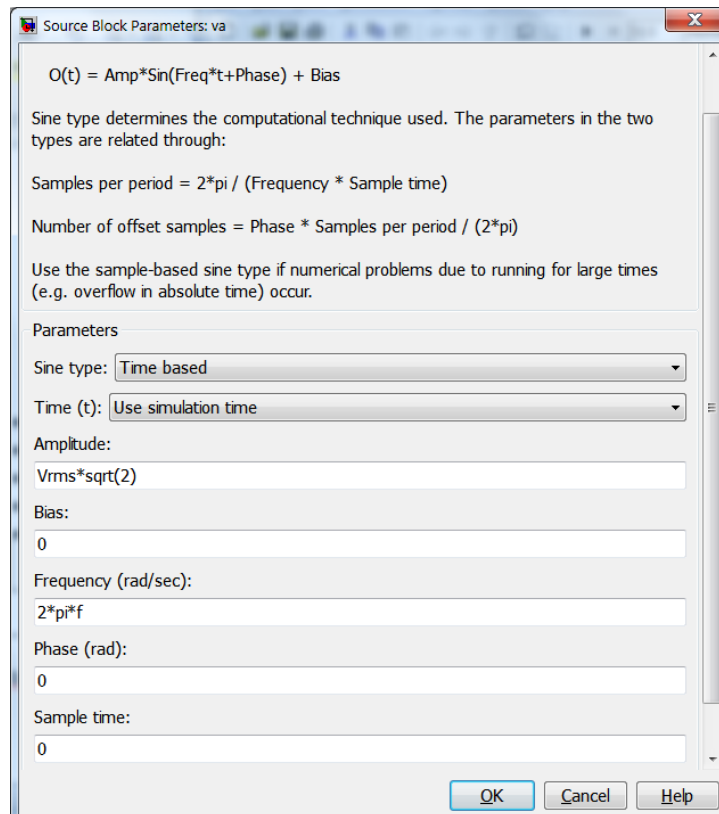 Source Block Parameters: va
O(t) = Amp*Sin(Freq*t+Phase) + Bias
Sine type determines the computational technique used. The parameters in the two
types are related through:
Samples per period = 2*pi / (Frequency * Sample time)
Number of offset samples = Phase * Samples per period / (2*pi)
Use the sample-based sine type if numerical problems due to running for large times
(e.g. overflow in absolute time) occur.
Parameters
Sine type: Time based
Time (t): Use simulation time
Amplitude:
Vrms*sqrt(2)
Bias:
0
Frequency (rad/sec):
2*pi*f
Phase (rad):
0
Sample time:
0
OK Cancel Help